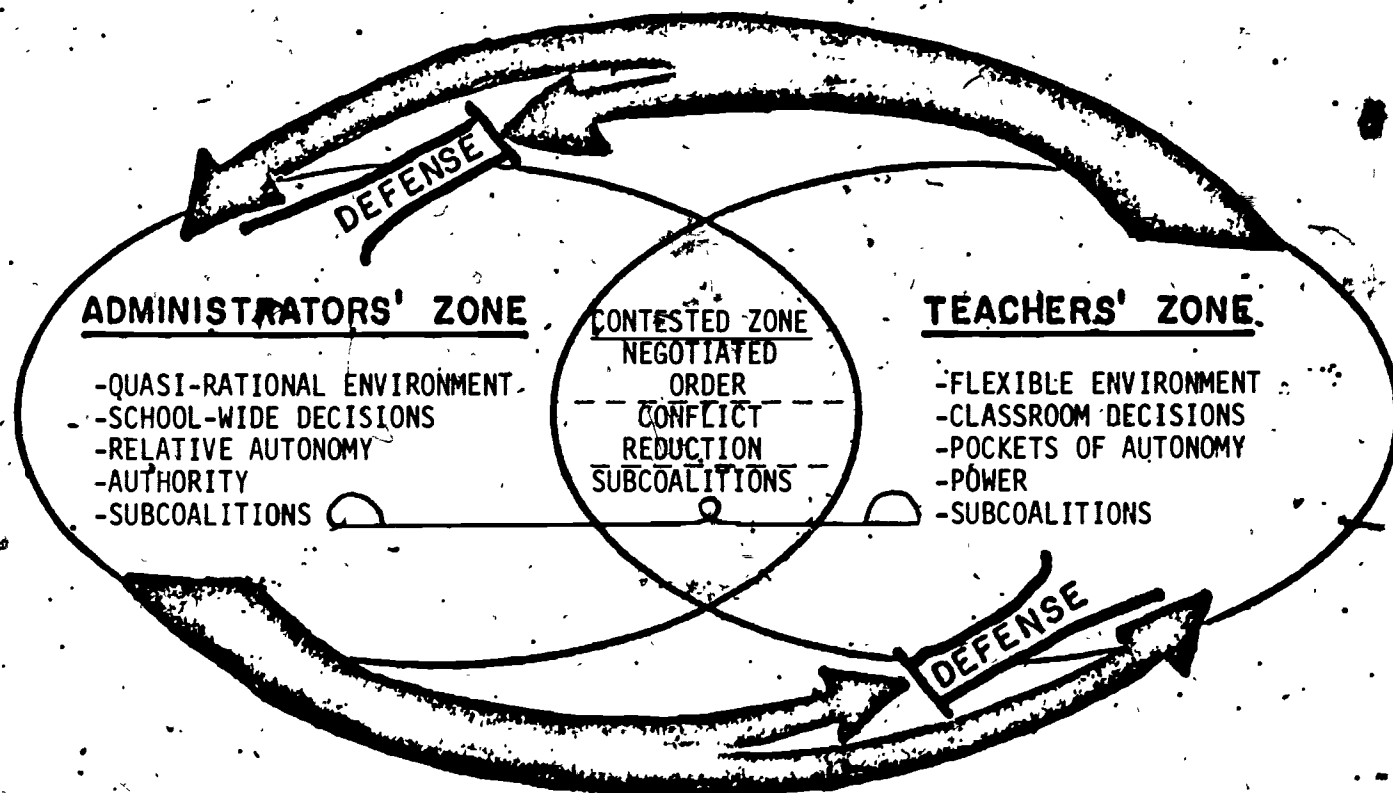 DEFENSE
ADMINISTRATORS' ZONE
-QUASI-RATIONAL ENVIRONMENT
-SCHOOL-WIDE DECISIONS
-RELATIVE AUTONOMY
-AUTHORITY
-SUBCOALITIONS
CONTESTED ZONE
NEGOTIATED
ORDER
CONFLICT
REDUCTION
SUBCOALITIONS
TEACHERS' ZONE
-FLEXIBLE ENVIRONMENT
-CLASSROOM DECISIONS
-POCKETS OF AUTONOMY
-POWER
-SUBCOALITIONS
DEFENSE